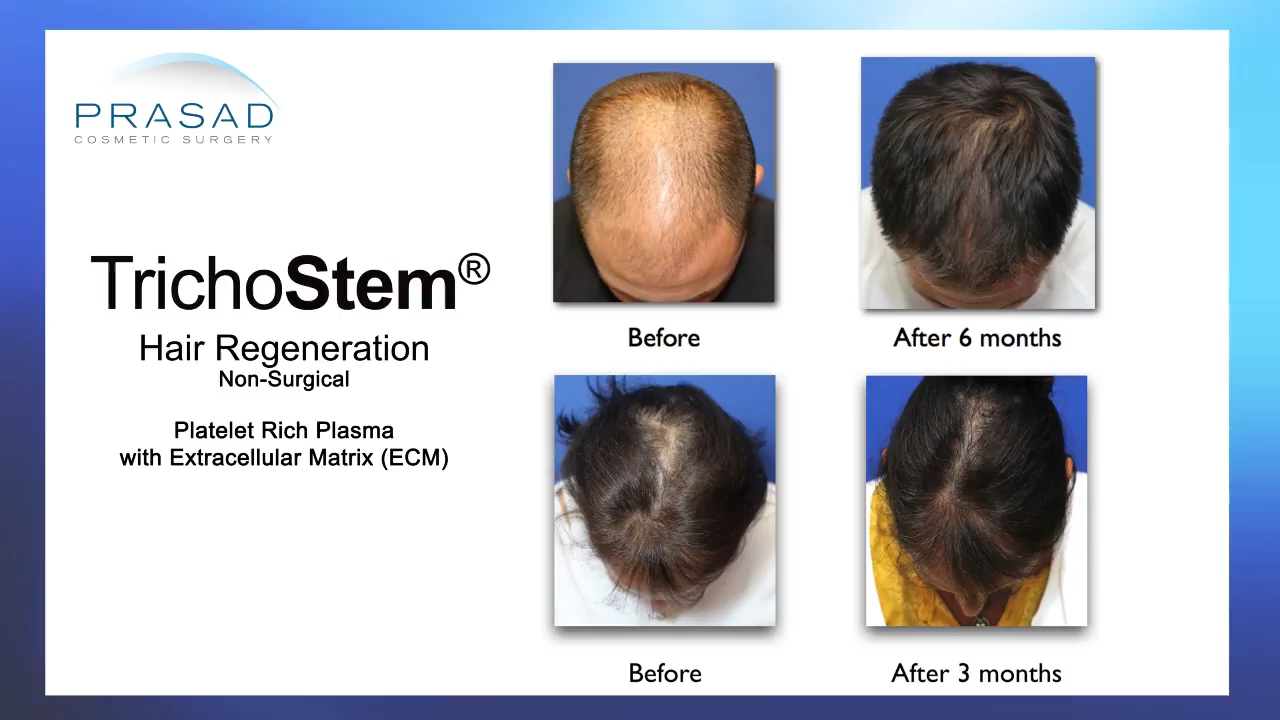 PRASAD
COSMETIC SURGERY
TrichoStem®
Hair Regeneration
Non-Surgical
Platelet Rich Plasma
with Extracellular Matrix (ECM)
Before
After 6 months
Before
After 3 months